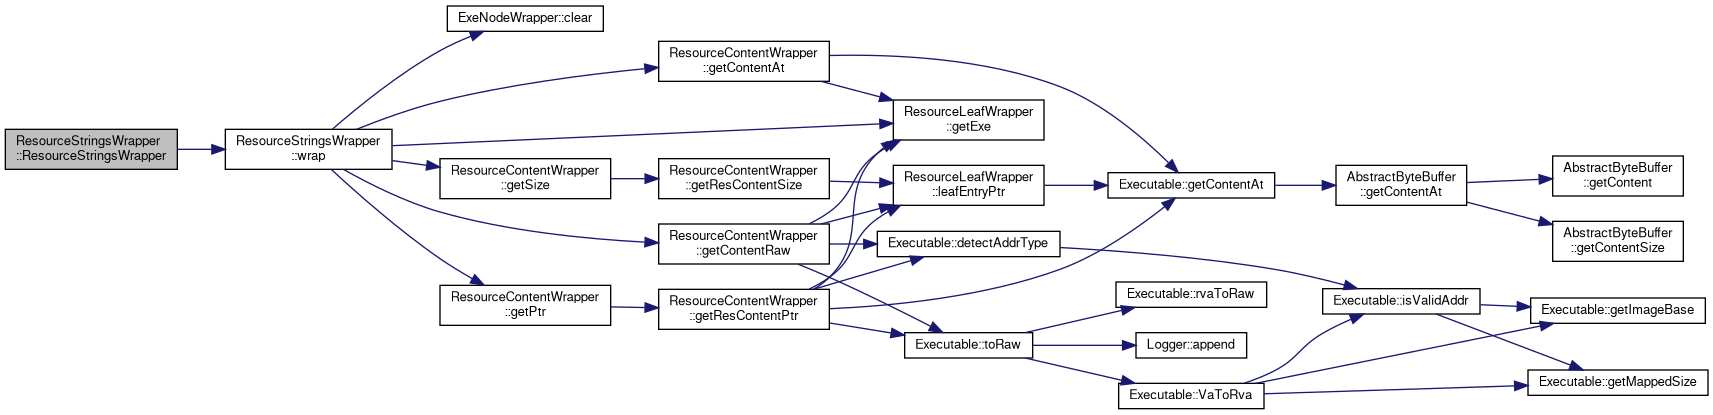 ResourceStringsWrapper
::ResourceStringsWrapper
ResourceStringsWrapper
::wrap
ExeNodeWrapper::clear
ResourceContentWrapper
::getContentAt
ResourceContentWrapper
::getSize
ResourceContentWrapper
::getResContentSize
ResourceContentWrapper
::getContentRaw
ResourceContentWrapper
::getPtr
ResourceContentWrapper
::getResContentPtr
ResourceLeafWrapper
::getExe
ResourceLeafWrapper
::leafEntryPtr
Executable::detectAddrType
Executable::toRaw
Executable::getContentAt
Executable::rvaToRaw
Logger::append
Executable::VaToRva
AbstractByteBuffer
::getContentAt
Executable::isValidAddr
AbstractByteBuffer
::getContent
AbstractByteBuffer
::getContentSize
Executable::getImageBase
Executable::getMappedSize